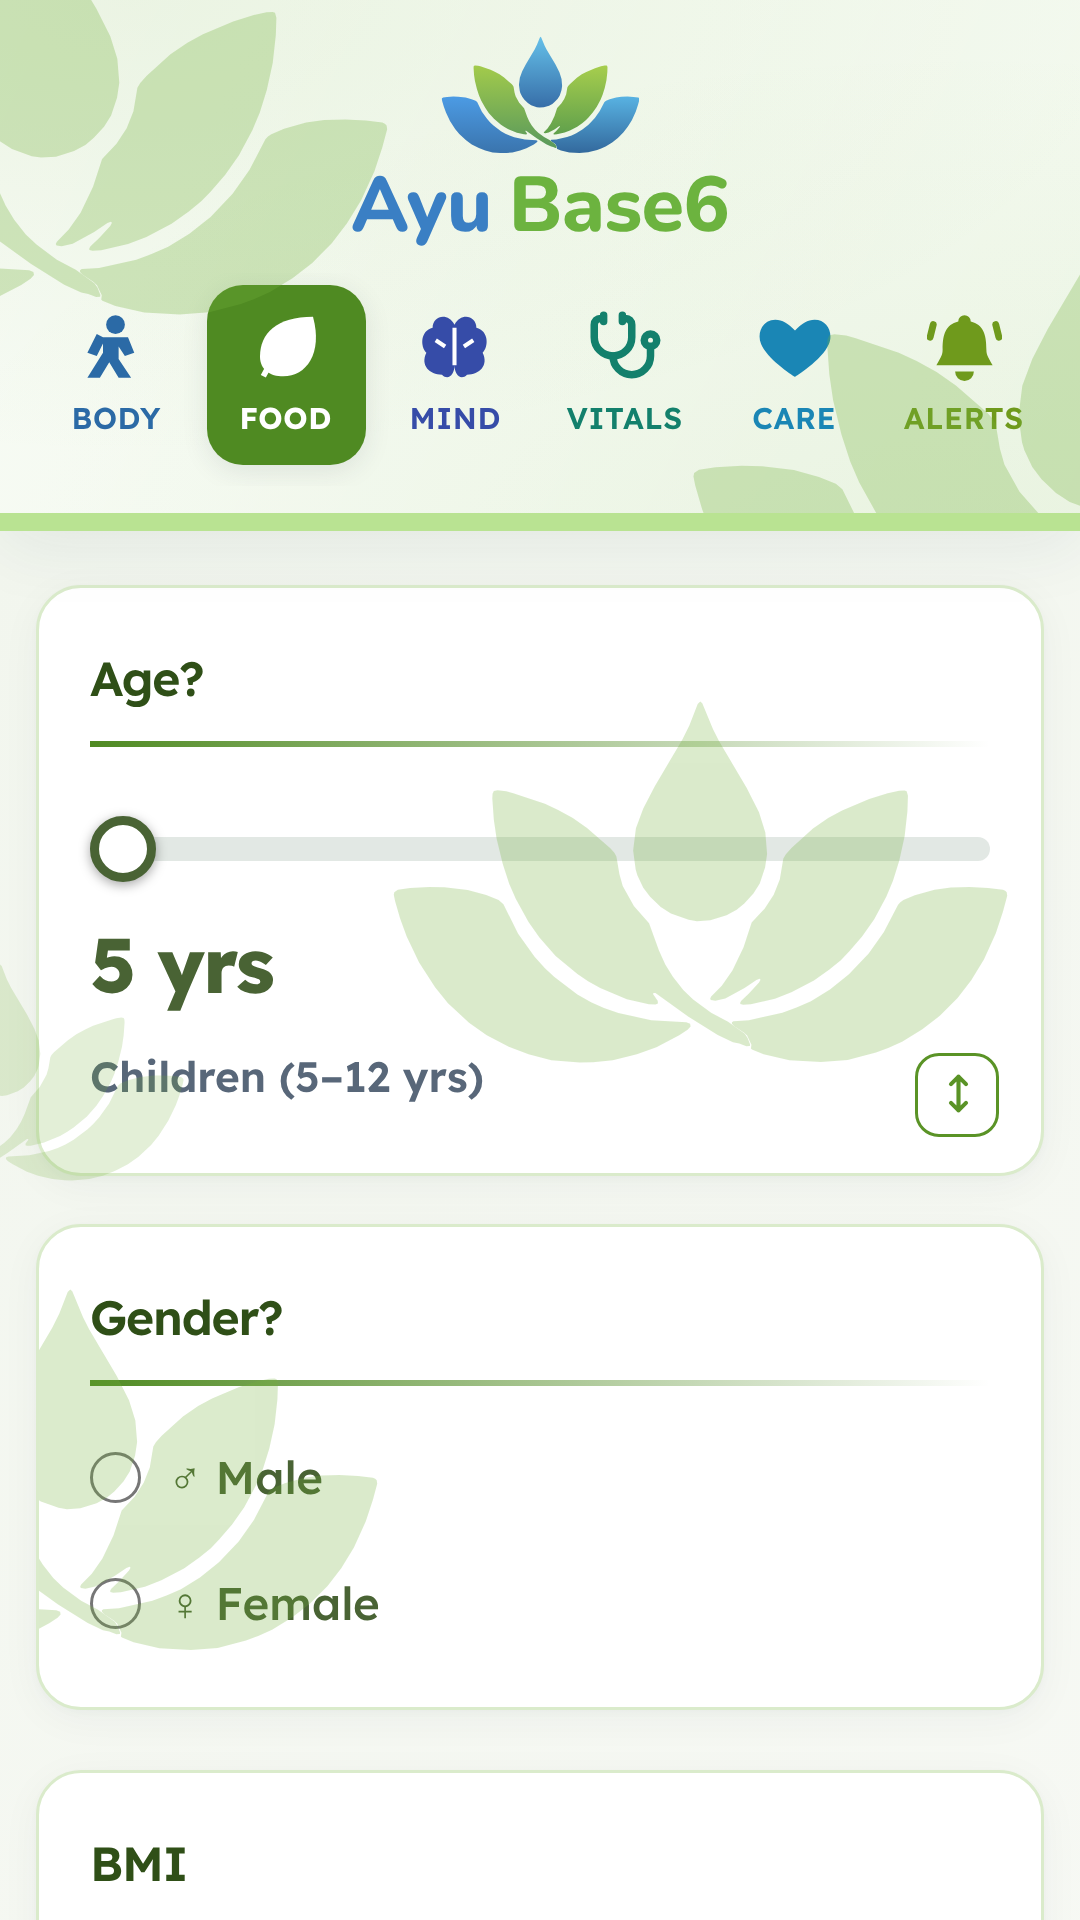 Ayu Base6
BODY FOOD MIND VITALS CARE ALERTS
Age?
5 yrs
Children (5–12 yrs)
Gender?
♂ Male
♀ Female
BMI